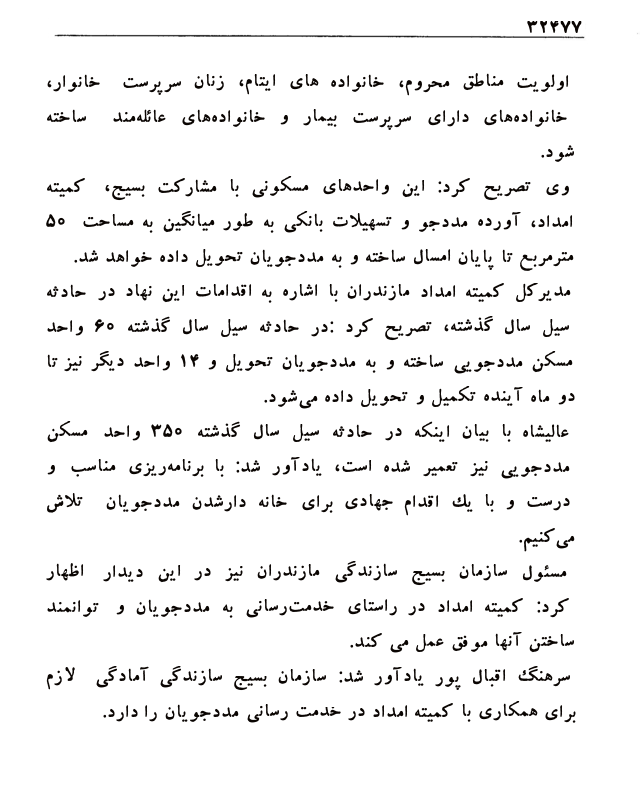 ۳۲۴۷۷
اولویت مناطق محروم، خانواده های ایتام، زنان سرپرست خانوار،
خانواده‌های دارای سرپرست بیمار و خانواده‌های عائله‌مند ساخته
شود.
وی تصریح کرد: این واحدهای مسکونی با مشارکت بسیج، کمیته
امداد، آورده مددجو و تسهیلات بانکی به طور میانگین به مساحت ۵۰
مترمربع تا پایان امسال ساخته و به مددجویان تحویل داده خواهد شد.
مدیرکل کمیته امداد مازندران با اشاره به اقدامات این نهاد در حادثه
سیل سال گذشته، تصریح کرد :در حادثه سیل سال گذشته ۶۰ واحد
مسکن مددجویی ساخته و به مددجویان تحویل و ۱۴ واحد دیگر نیز تا
دو ماه آینده تکمیل و تحویل داده می‌شود.
عالیشاه با بیان اینکه در حادثه سیل سال گذشته ۳۵۰ واحد مسکن
مددجویی نیز تعمیر شده است، یادآور شد: با برنامه‌ریزی مناسب و
درست و با یك اقدام جهادی برای خانه دارشدن مددجویان تلاش
می‌کنیم.
مسئول سازمان بسیج سازندگی مازندران نیز در این دیدار اظهار
کرد: کمیته امداد در راستای خدمت‌رسانی به مددجویان و توانمند
ساختن آنها موفق عمل می کند.
سرهنگ اقبال پور یادآور شد: سازمان بسیج سازندگی آمادگی لازم
برای همکاری با کمیته امداد در خدمت رسانی مددجویان را دارد.